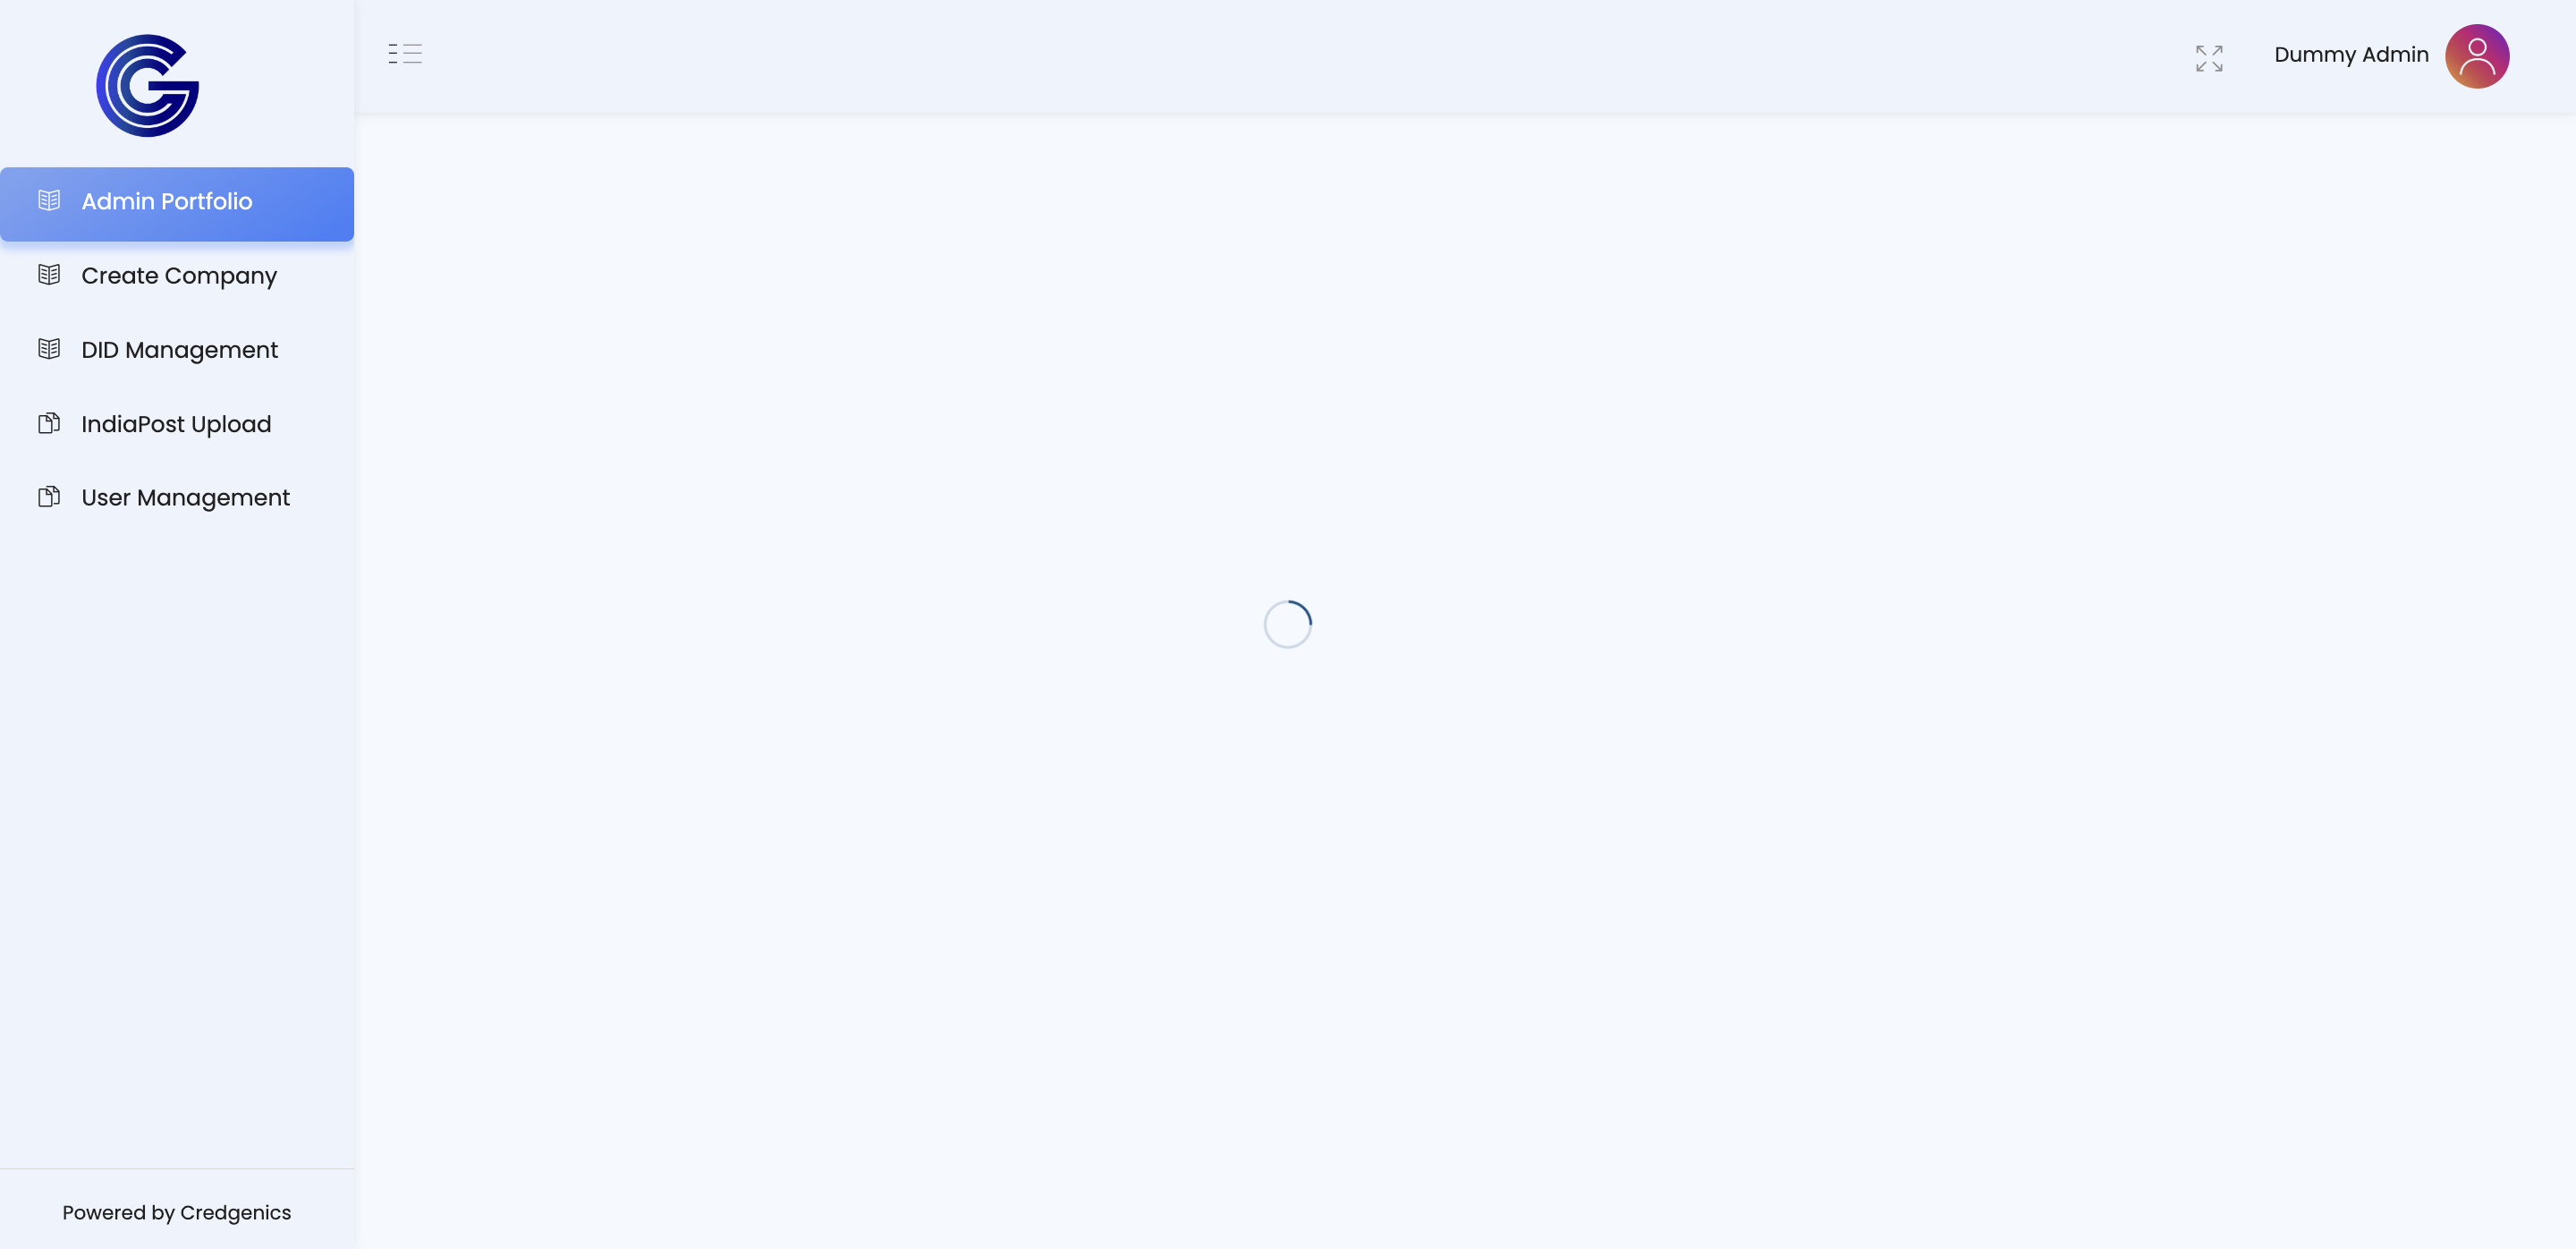 Dummy Admin
Admin Portfolio
Create Company
DID Management
IndiaPost Upload
User Management
Powered by Credgenics